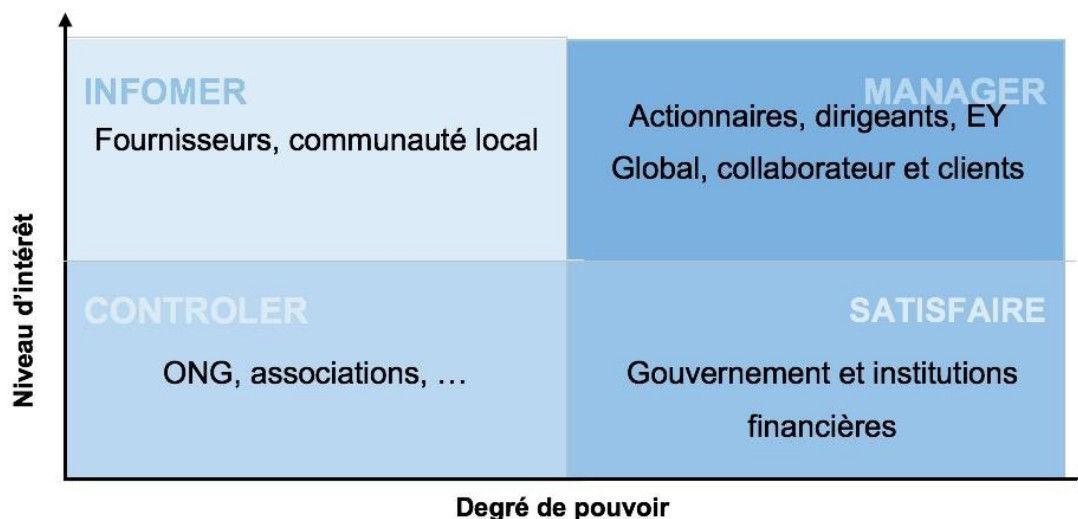 INFOMER
Fournisseurs, communauté local
MANAGER
Actionnaires, dirigeants, EY
Global, collaborateur et clients
CONTROLER
ONG, associations, …
SATISFAIRE
Gouvernement et institutions
financières
Niveau d’intérêt
Degré de pouvoir